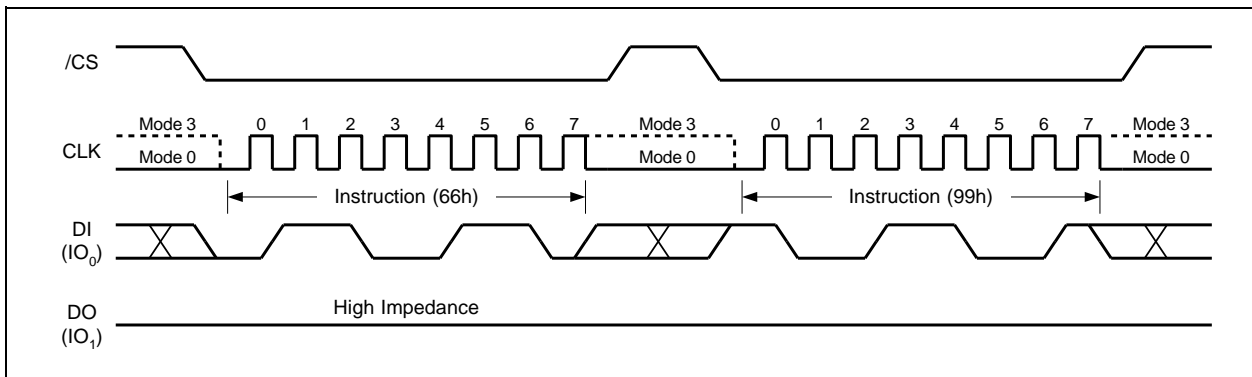 /CS
Mode 3 0 1 2 3 4 5 6 7 Mode 3 0 1 2 3 4 5 6 7 Mode 3
CLK Mode 0 Mode 0 Mode 0
Instruction (66h) Instruction (99h)
DI
(IO0)
DO High Impedance
(IO1)